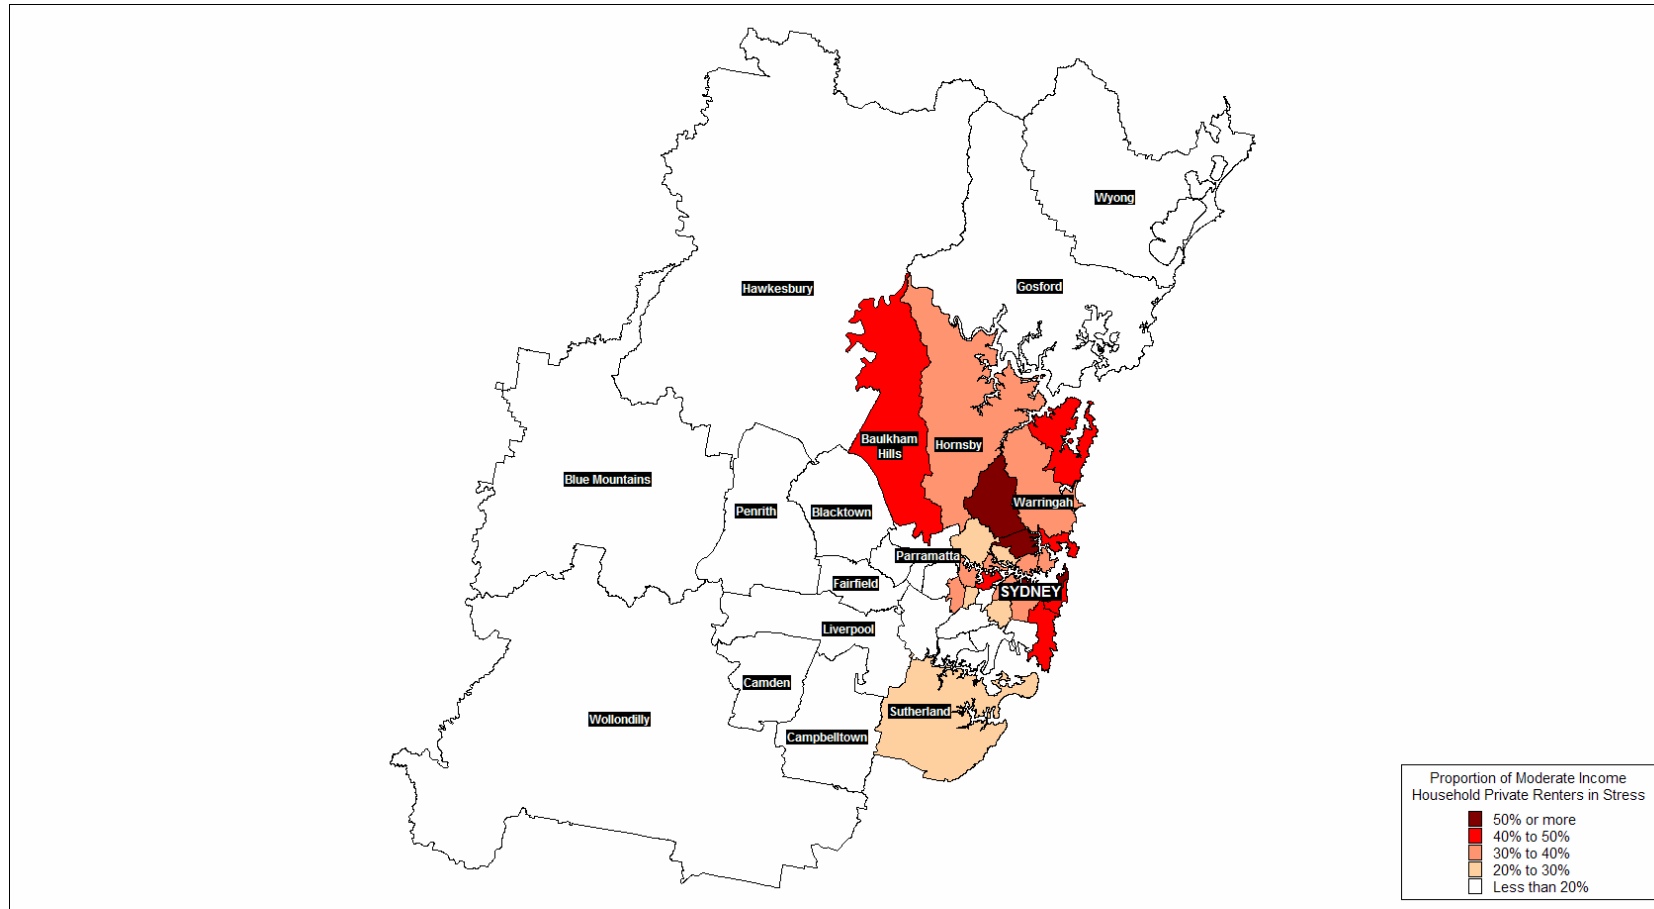 Wyong
Gosford
Hawkesbury
Baulkham
Hills
Hornsby
Blue Mountains
Warringah
Penrith
Blacktown
Parramatta
Fairfield
SYDNEY
Liverpool
Camden
Sutherland
Wollondilly
Campbelltown
Proportion of Moderate Income
Household Private Renters in Stress
50% or more
40% to 50%
30% to 40%
20% to 30%
Less than 20%